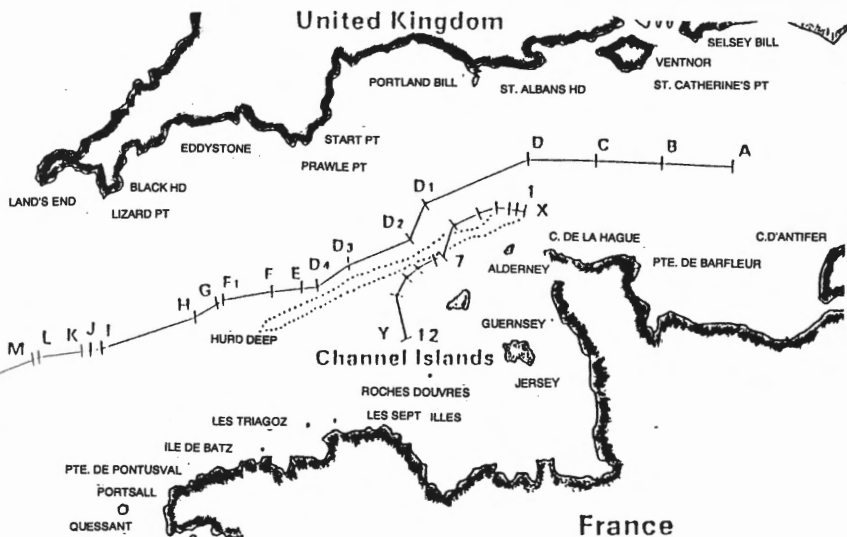 United Kingdom
SELSEY BILL
VENTNOR
PORTLAND BILL
ST. ALBANS HD
ST. CATHERINE'S PT
START PT
EDDYSTONE
PRAWLE PT
D C B A
LAND'S END
BLACK HD
LIZARD PT
D1
1
X
D2
C. DE LA HAGUE
C.D'ANTIFER
D3
7
ALDERNEY
PTE. DE BARFLEUR
H G F1 F E D4
GUERNSEY
M L K J I
HURD DEEP
Y 12
Channel Islands
JERSEY
ROCHES DOUVRES
LES TRIAGOZ
LES SEPT ILLES
ILE DE BATZ
PTE. DE PONTUSVAL
PORTSALL
QUESSANT
France